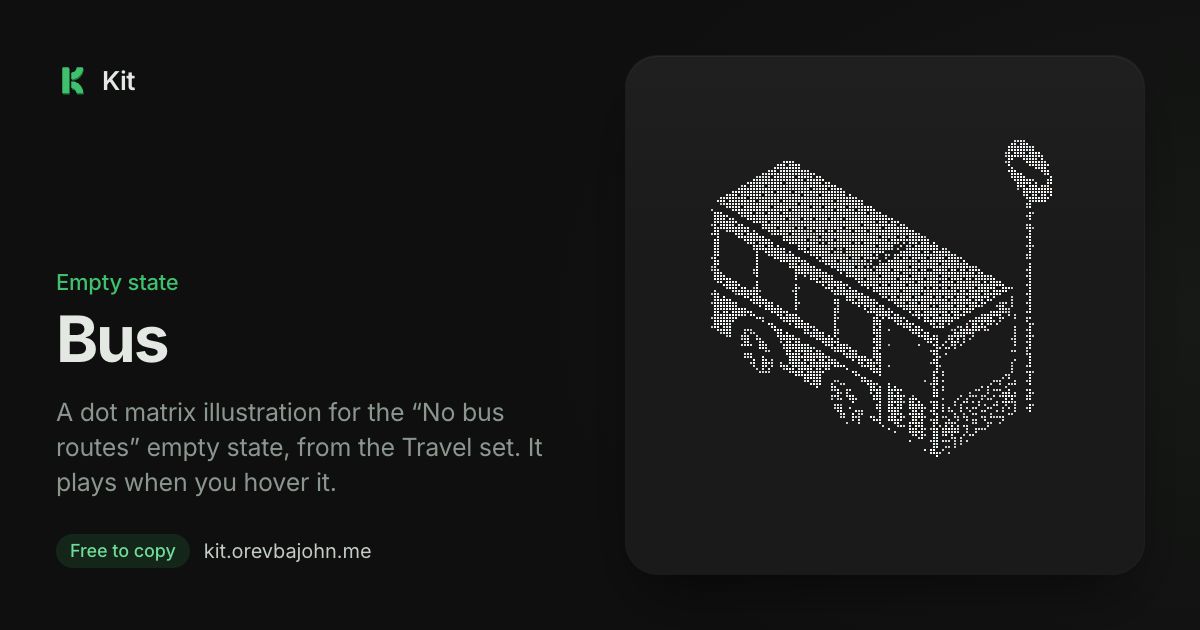 Kit
Empty state
Bus
A dot matrix illustration for the “No bus
routes” empty state, from the Travel set. It
plays when you hover it.
Free to copy kit.orevbajohn.me